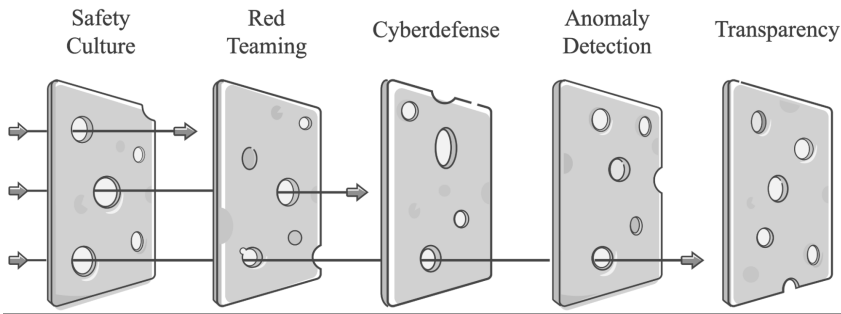 Safety
Culture
Red
Teaming
Cyberdefense
Anomaly
Detection
Transparency